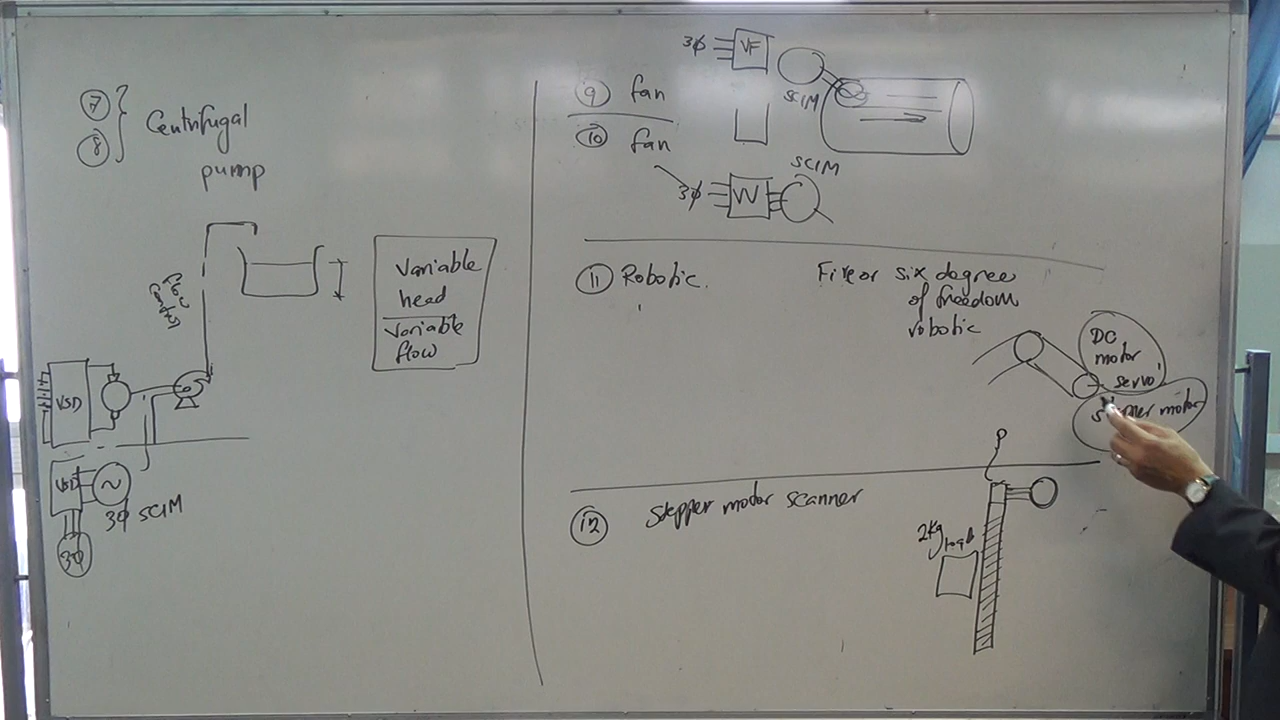 7
8
Centrifugal
pump
Variable
head
Variable
flow
VSD
VSD
3φ SCIM
3φ
9 fan
10 fan
3φ VF
SCIM
SCIM
3φ VV
11 Robotic.
Five or six degree
of freedom
robotic
DC
motor
servo
motor
12 Stepper motor scanner
2kg load